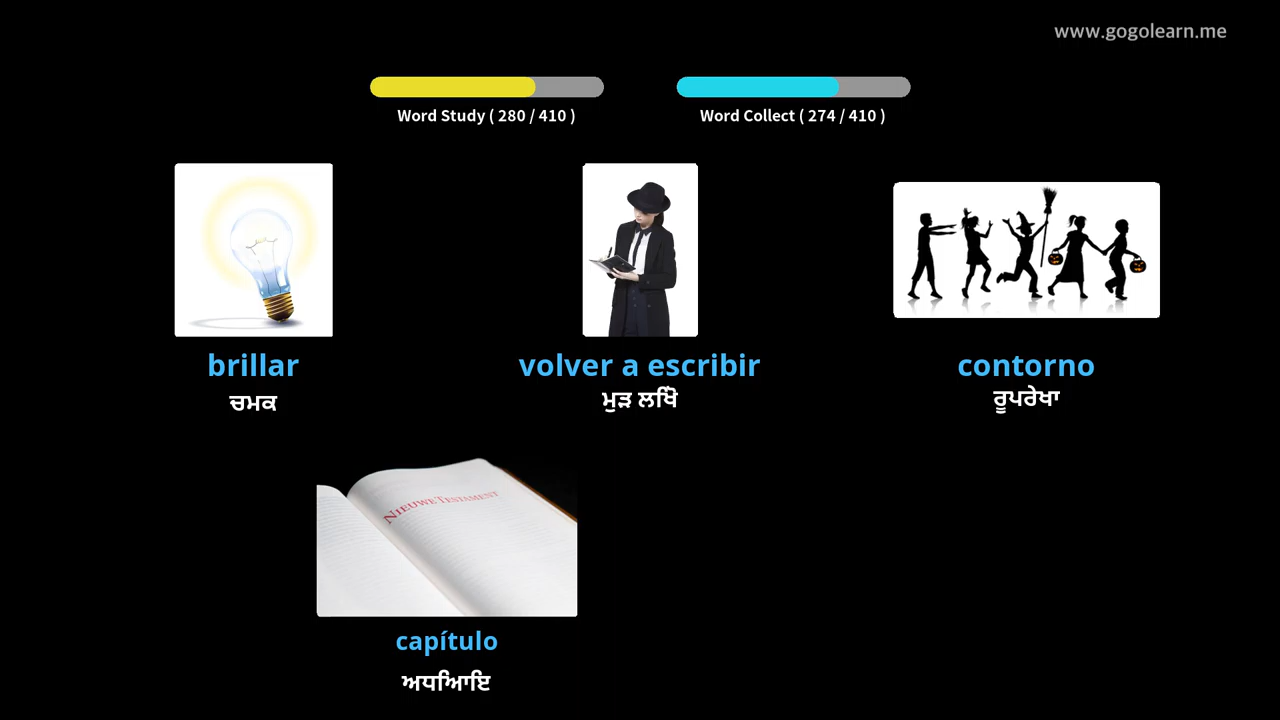 www.gogolearn.me
Word Study ( 280 / 410 )
Word Collect ( 274 / 410 )
brillar
ਚਮਕ
volver a escribir
ਮੁੜ ਲਿਖੋ
contorno
ਰੂਪਰੇਖਾ
NIEUWE TESTAMENT
capítulo
ਅਧਿਆਇ